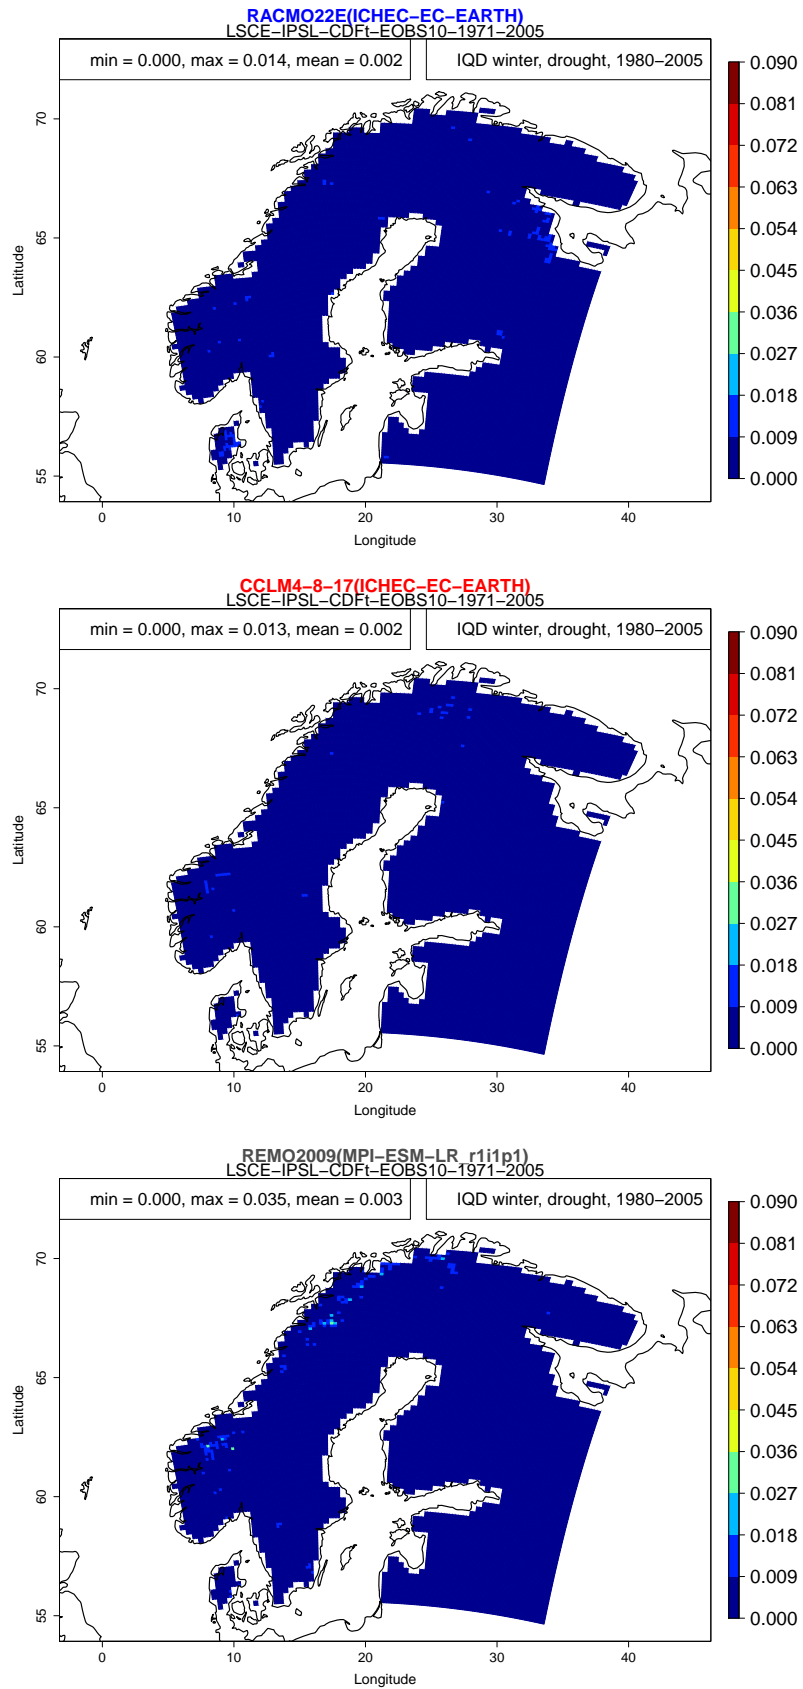 RACMO22E(ICHEC−EC−EARTH)
LSCE−IPSL−CDFt−EOBS10−1971−2005
min = 0.000, max = 0.014, mean = 0.002
IQD winter, drought, 1980−2005
0.090
0.081
0.072
0.063
0.054
0.045
0.036
0.027
0.018
0.009
0.000
70
65
60
55
Latitude
0 10 20 30 40
Longitude
CCLM4−8−17(ICHEC−EC−EARTH)
LSCE−IPSL−CDFt−EOBS10−1971−2005
min = 0.000, max = 0.013, mean = 0.002
IQD winter, drought, 1980−2005
0.090
0.081
0.072
0.063
0.054
0.045
0.036
0.027
0.018
0.009
0.000
70
65
60
55
Latitude
0 10 20 30 40
Longitude
REMO2009(MPI−ESM−LR_r1i1p1)
LSCE−IPSL−CDFt−EOBS10−1971−2005
min = 0.000, max = 0.035, mean = 0.003
IQD winter, drought, 1980−2005
0.090
0.081
0.072
0.063
0.054
0.045
0.036
0.027
0.018
0.009
0.000
70
65
60
55
Latitude
0 10 20 30 40
Longitude